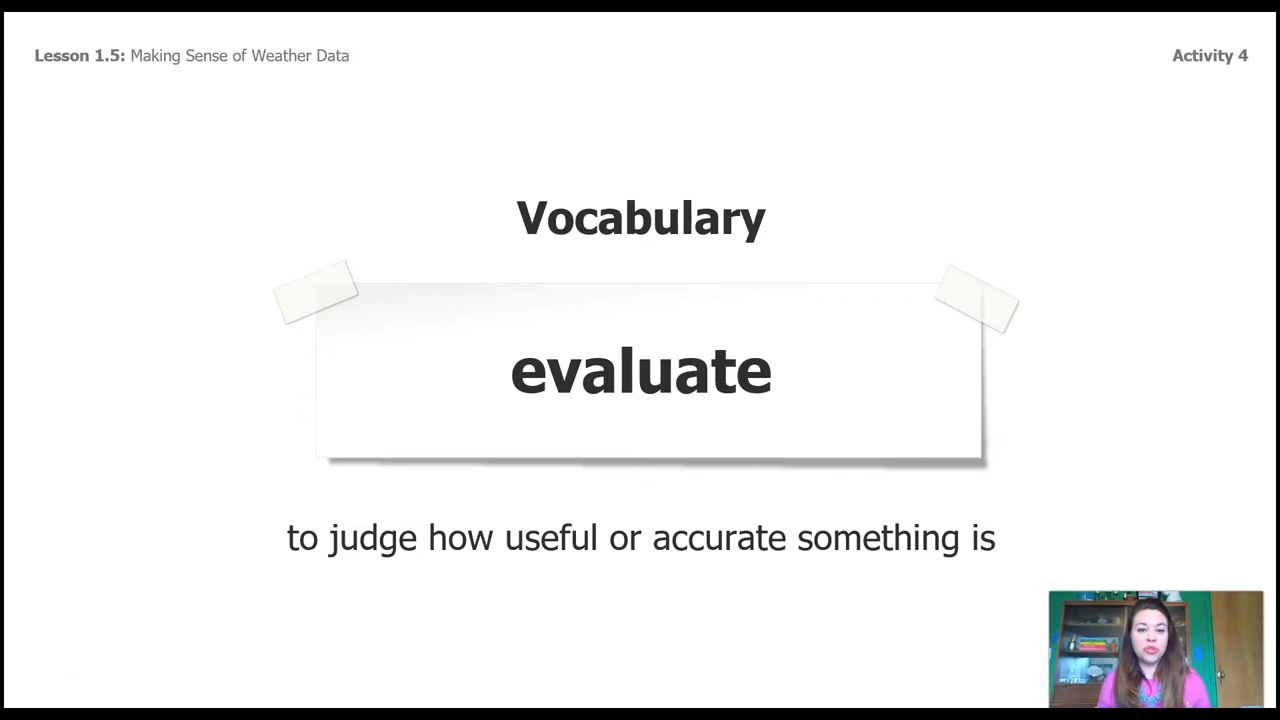 Lesson 1.5: Making Sense of Weather Data
Activity 4
Vocabulary
evaluate
to judge how useful or accurate something is